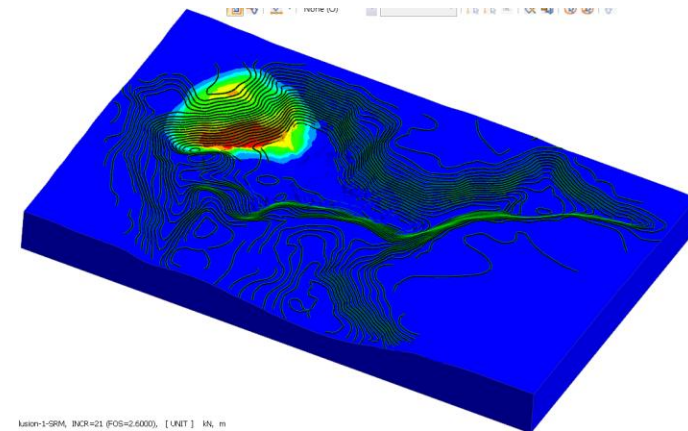 None (O)
lusion-1-SRM, INCR=21 (FOS=2.6000), [ UNIT ] kN, m